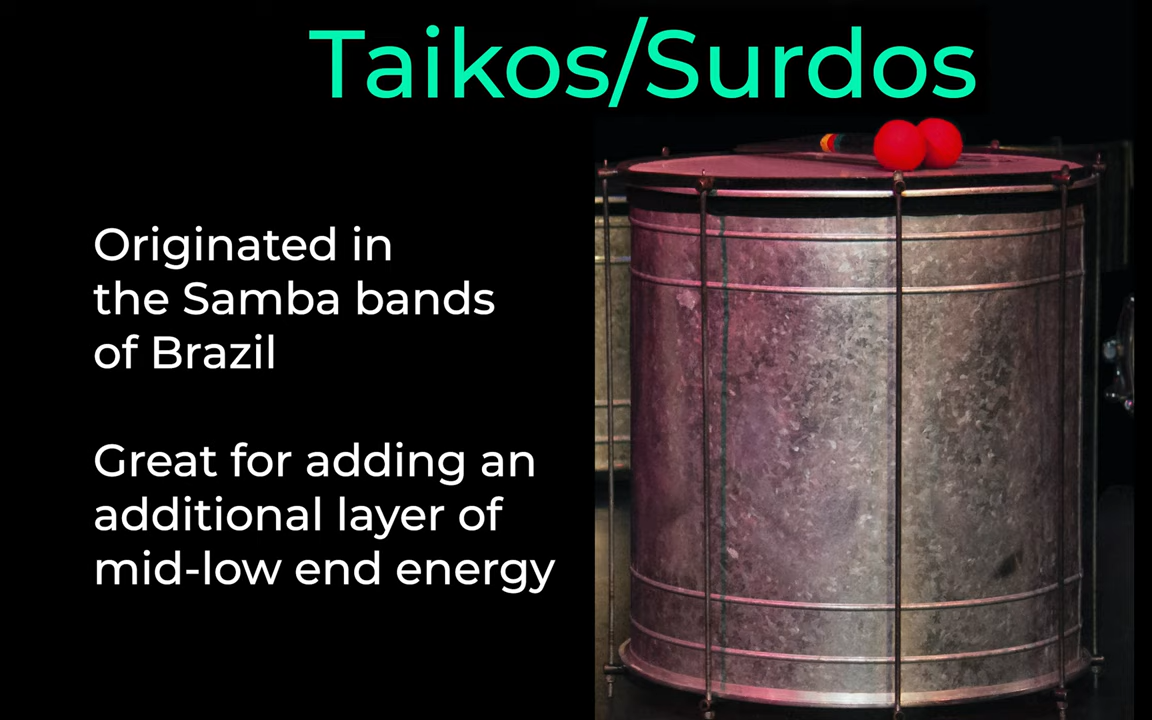 Taikos/Surdos
Originated in
the Samba bands
of Brazil
Great for adding an
additional layer of
mid-low end energy